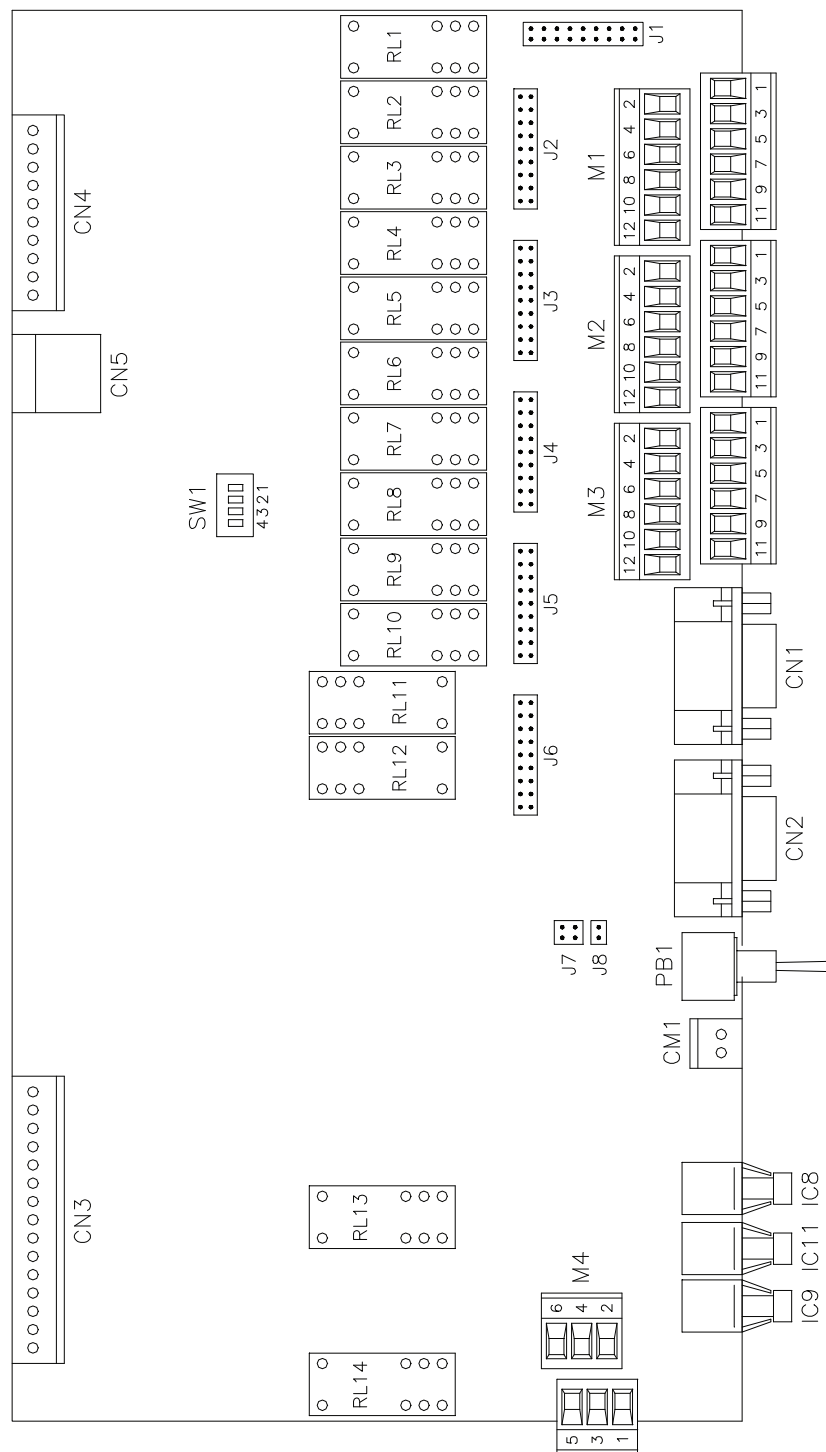 RL1
J1
RL2
J2
CN4
RL3
M1
2
4
6
8
10
12
1
3
5
7
9
11
RL4
J3
RL5
CN5
RL6
M2
2
4
6
8
10
12
1
3
5
7
9
11
RL7
J4
SW1
4321
RL8
M3
2
4
6
8
10
12
1
3
5
7
9
11
RL9
J5
RL10
CN1
RL11
J6
RL12
CN2
J7
J8
PB1
CM1
CN3
RL13
IC8
IC11
IC9
M4
6
4
2
RL14
5
3
1